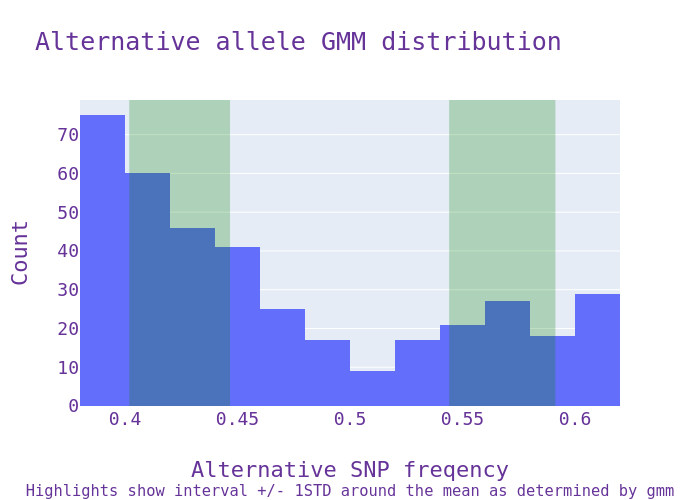 Alternative allele GMM distribution
Count
70
60
50
40
30
20
10
0
0.4 0.45 0.5 0.55 0.6
Alternative SNP freqency
Highlights show interval +/- 1STD around the mean as determined by gmm